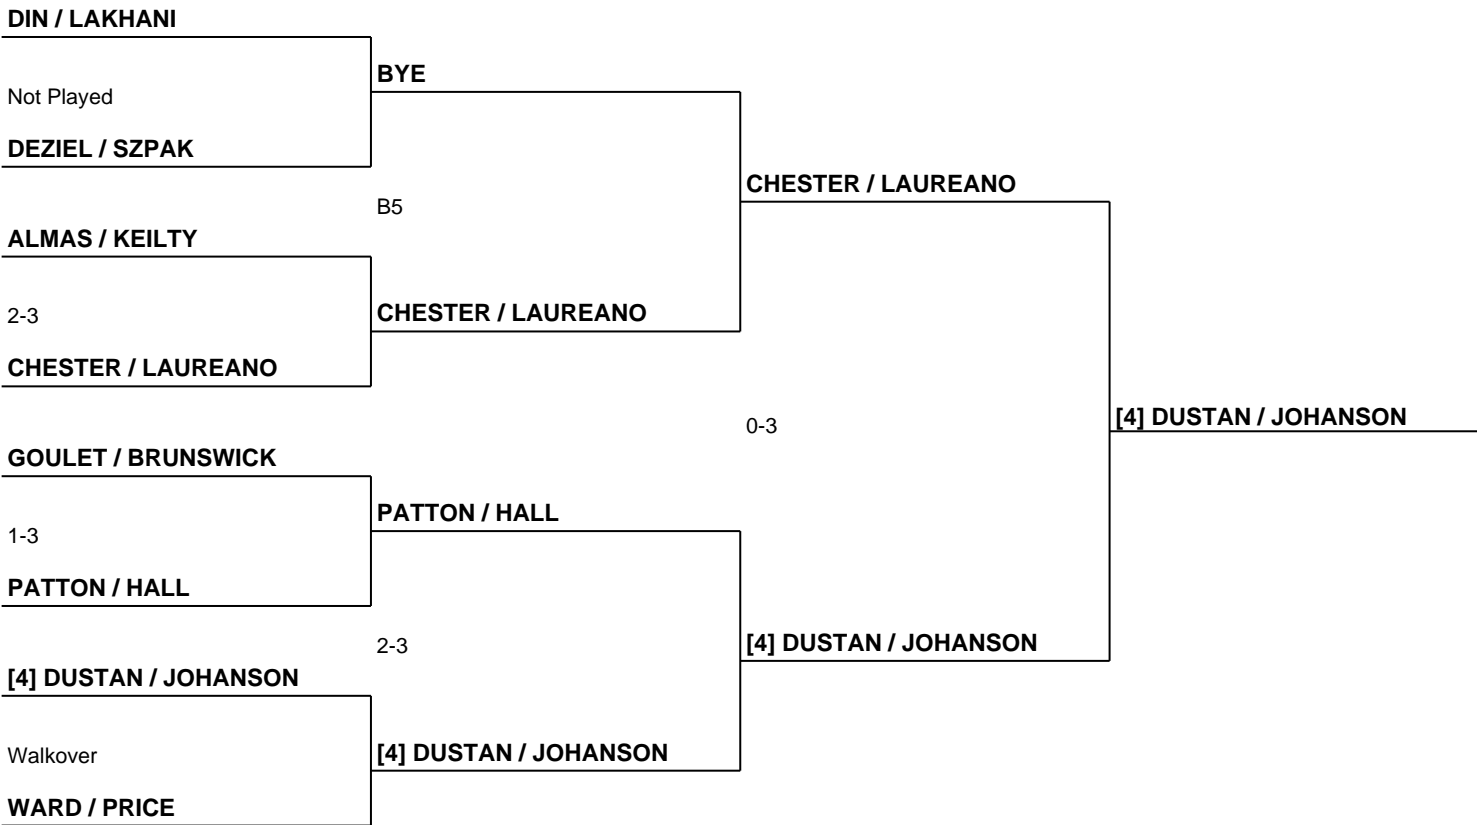 DIN / LAKHANI
Not Played
DEZIEL / SZPAK
ALMAS / KEILTY
2-3
CHESTER / LAUREANO
GOULET / BRUNSWICK
1-3
PATTON / HALL
[4] DUSTAN / JOHANSON
Walkover
WARD / PRICE
BYE
B5
CHESTER / LAUREANO
PATTON / HALL
2-3
[4] DUSTAN / JOHANSON
CHESTER / LAUREANO
0-3
[4] DUSTAN / JOHANSON
[4] DUSTAN / JOHANSON